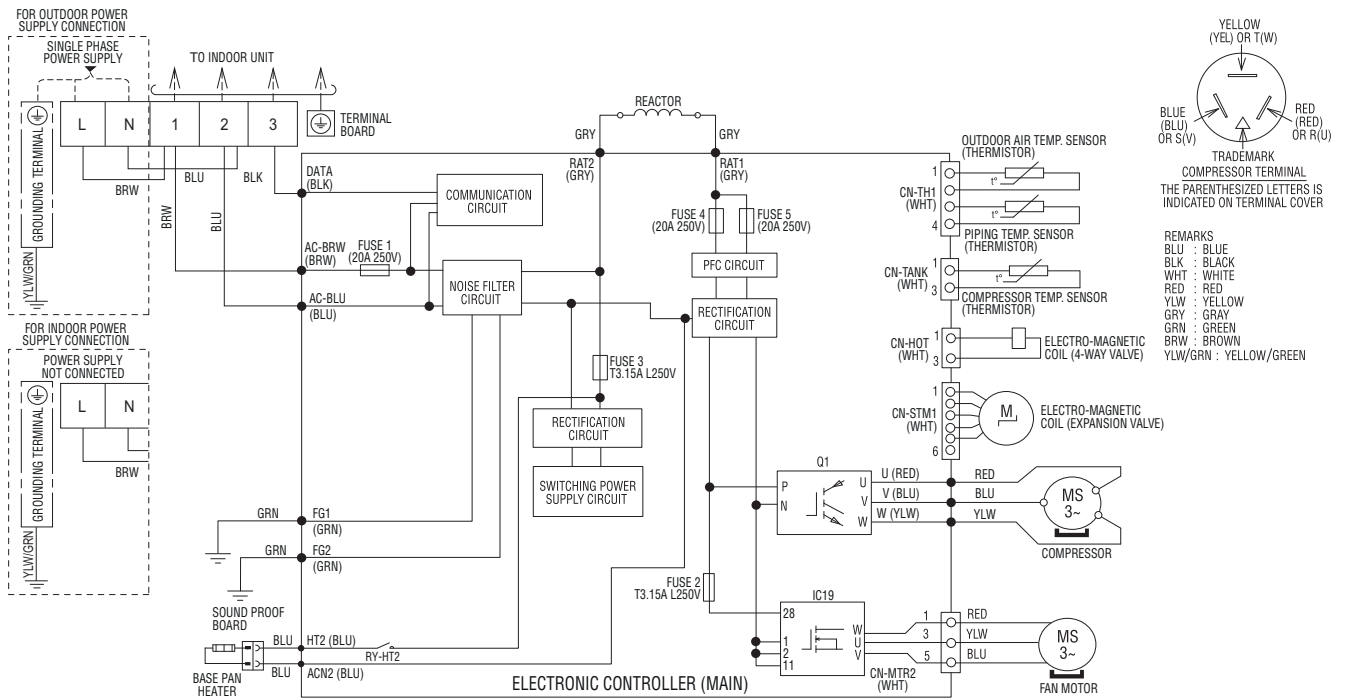 FOR OUTDOOR POWER
SUPPLY CONNECTION
SINGLE PHASE
POWER SUPPLY
TO INDOOR UNIT
L
N
1
2
3
TERMINAL
BOARD
GROUNDING TERMINAL
BRW
BLU
BLK
BRW
BLU
YLW/GRN
FOR INDOOR POWER
SUPPLY CONNECTION
POWER SUPPLY
NOT CONNECTED
L
N
GROUNDING TERMINAL
BRW
YLW/GRN
DATA
(BLK)
COMMUNICATION
CIRCUIT
AC-BRW
(BRW)
FUSE 1
(20A 250V)
AC-BLU
(BLU)
NOISE FILTER
CIRCUIT
REACTOR
GRY
GRY
RAT2
(GRY)
RAT1
(GRY)
FUSE 4
(20A 250V)
FUSE 5
(20A 250V)
PFC CIRCUIT
RECTIFICATION
CIRCUIT
FUSE 3
T3.15A L250V
RECTIFICATION
CIRCUIT
SWITCHING POWER
SUPPLY CIRCUIT
GRN
FG1
(GRN)
GRN
FG2
(GRN)
SOUND PROOF
BOARD
BLU
HT2 (BLU)
RY-HT2
BLU
ACN2 (BLU)
BASE PAN
HEATER
ELECTRONIC CONTROLLER (MAIN)
FUSE 2
T3.15A L250V
Q1
P
N
U
V
W
U (RED)
V (BLU)
W (YLW)
RED
BLU
YLW
MS
3~
COMPRESSOR
IC19
28
1
2
11
W
U
V
1
3
5
CN-MTR2
(WHT)
RED
YLW
BLU
MS
3~
FAN MOTOR
OUTDOOR AIR TEMP. SENSOR
(THERMISTOR)
1
t°
CN-TH1
(WHT)
t°
4
PIPING TEMP. SENSOR
(THERMISTOR)
1
CN-TANK
(WHT)
t°
3
COMPRESSOR TEMP. SENSOR
(THERMISTOR)
1
CN-HOT
(WHT)
3
ELECTRO-MAGNETIC
COIL (4-WAY VALVE)
1
CN-STM1
(WHT)
6
M
ELECTRO-MAGNETIC
COIL (EXPANSION VALVE)
YELLOW
(YEL) OR T(W)
BLUE
(BLU)
OR S(V)
RED
(RED)
OR R(U)
TRADEMARK
COMPRESSOR TERMINAL
THE PARENTHESIZED LETTERS IS
INDICATED ON TERMINAL COVER
REMARKS
BLU : BLUE
BLK : BLACK
WHT : WHITE
RED : RED
YLW : YELLOW
GRY : GRAY
GRN : GREEN
BRW : BROWN
YLW/GRN : YELLOW/GREEN